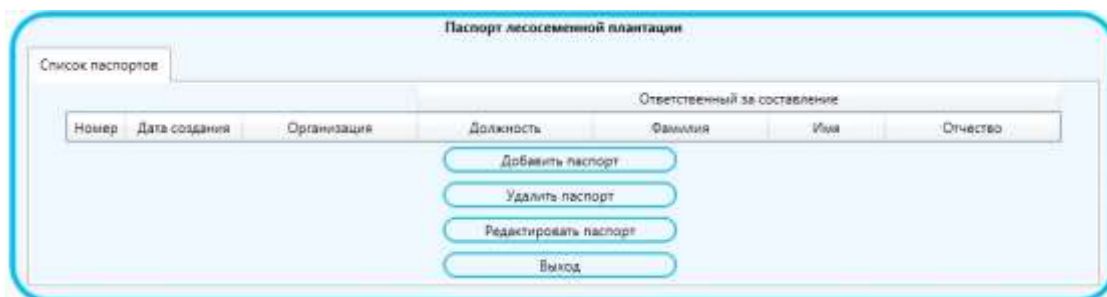 Паспорт лесосеменной плантации
Список паспортов
Ответственный за составление
Номер Дата создания Организация Должность Фамилия Имя Отчество
Добавить паспорт
Удалить паспорт
Редактировать паспорт
Выход